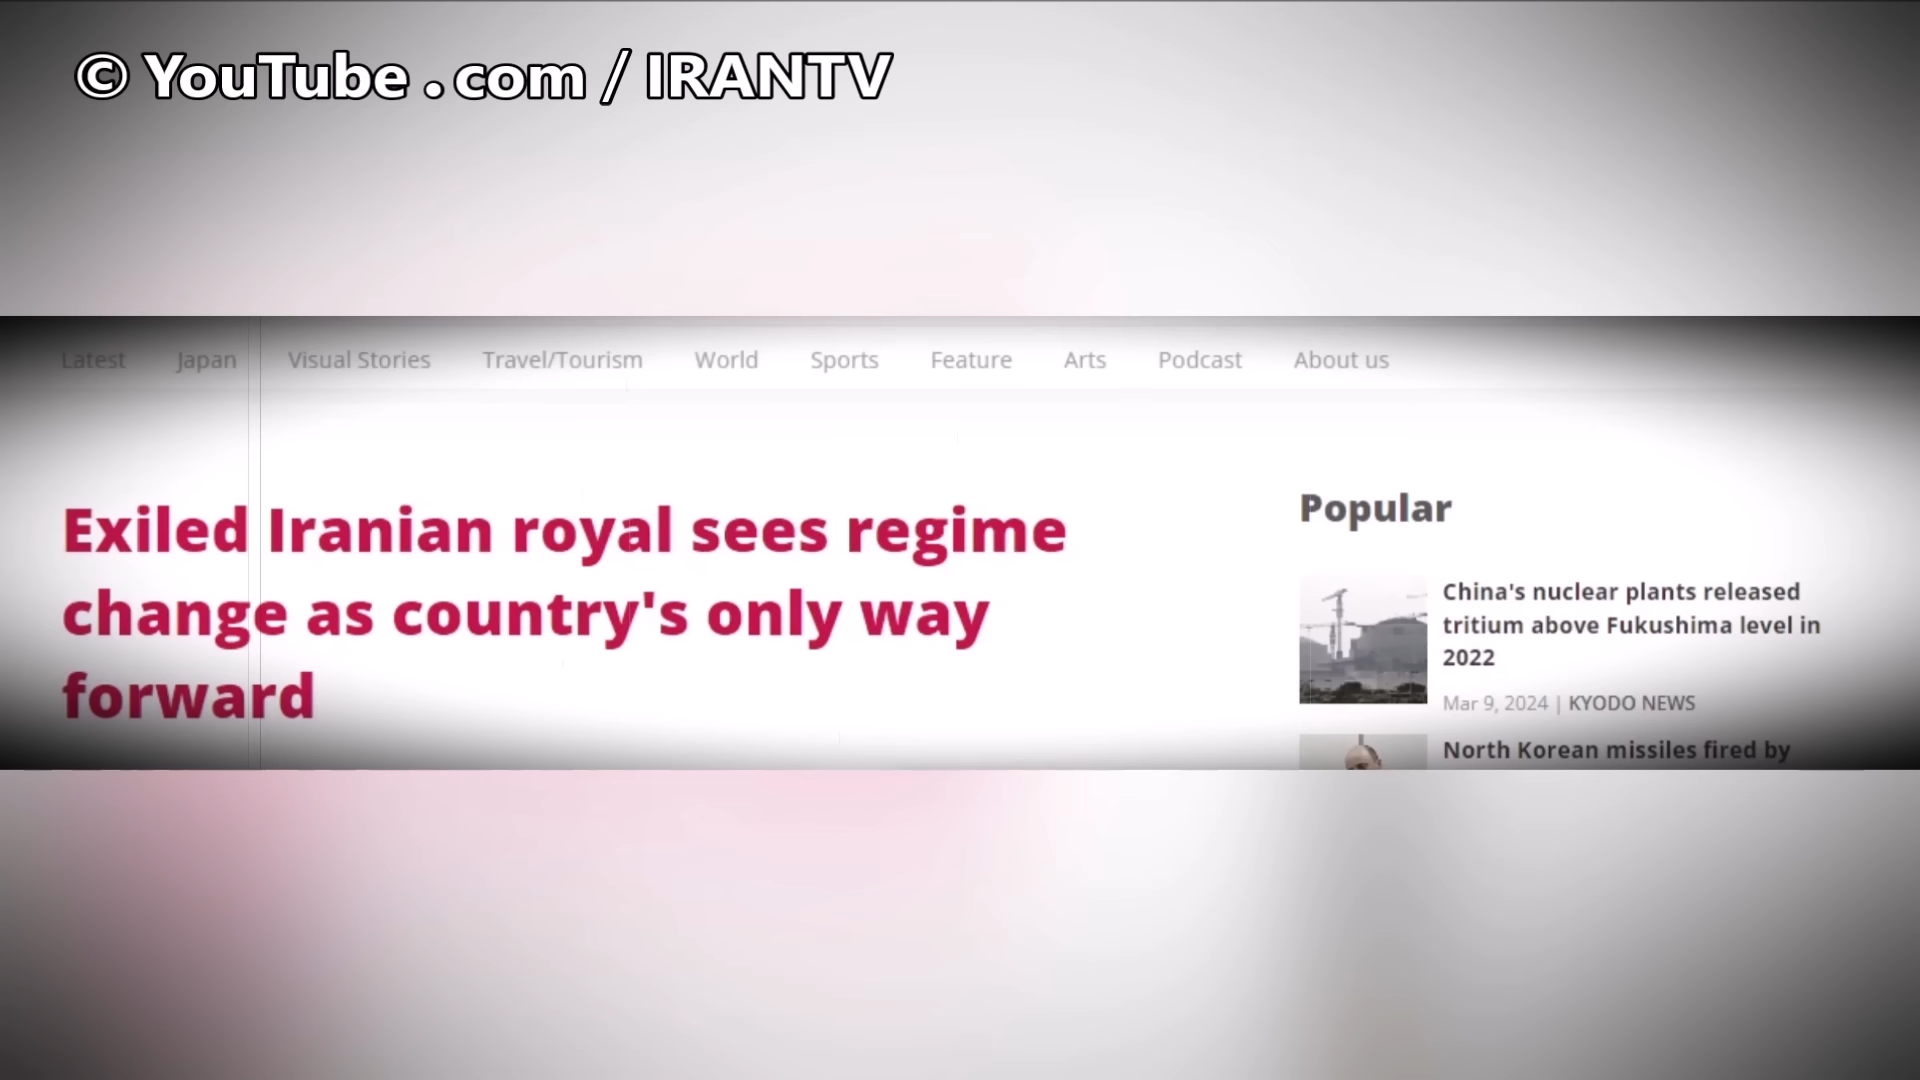 © YouTube . com / IRANTV
Latest Japan Visual Stories Travel/Tourism World Sports Feature Arts Podcast About us
Exiled Iranian royal sees regime
change as country's only way
forward
Popular
China's nuclear plants released
tritium above Fukushima level in
2022
Mar 9, 2024 | KYODO NEWS
North Korean missiles fired by